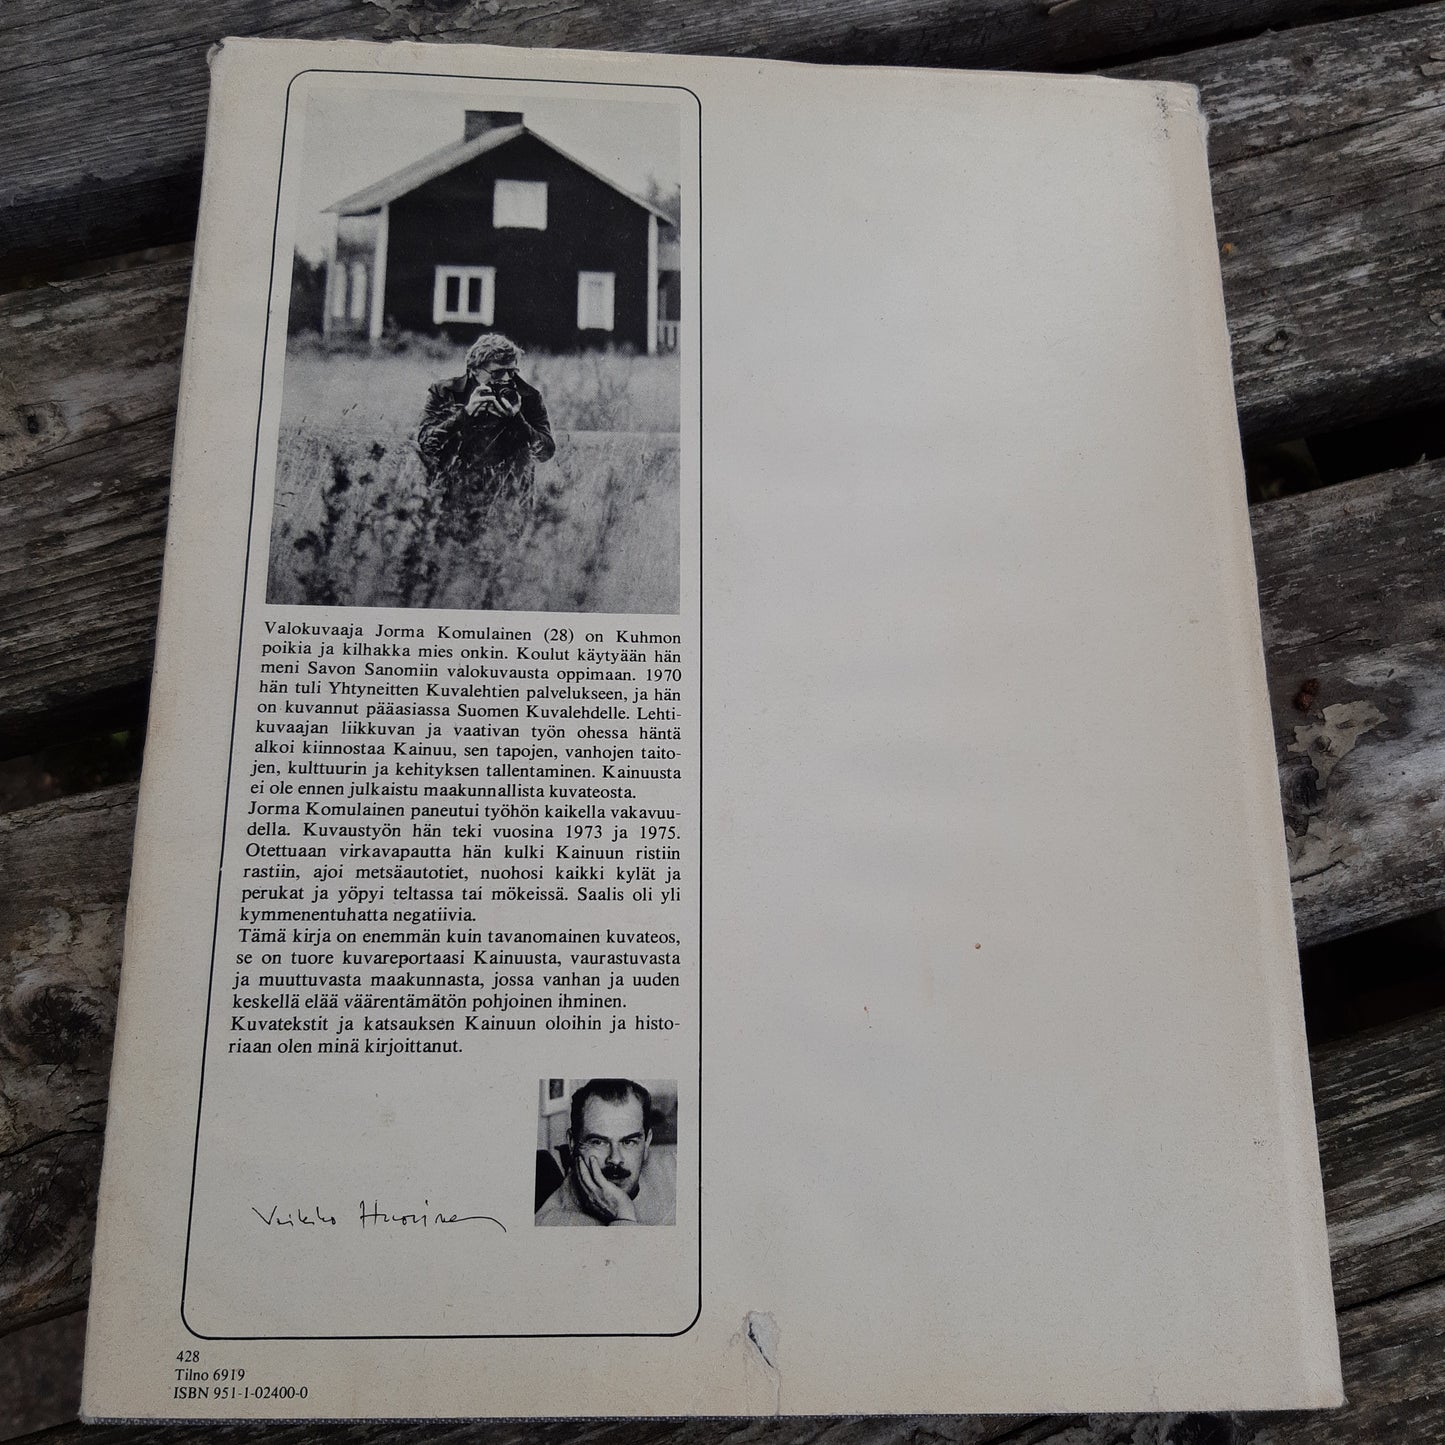 Valokuvaaja Jorma Komulainen (28) on Kuhmon
poikia ja kilhakka mies onkin. Koulut käytyään hän
meni Savon Sanomiin valokuvausta oppimaan. 1970
hän tuli Yhtyneitten Kuvalehtien palvelukseen, ja hän
on kuvannut pääasiassa Suomen Kuvalehdelle. Lehti-
kuvaajan liikkuvan ja vaativan työn ohessa häntä
alkoi kiinnostaa Kainuu, sen tapojen, vanhojen taito-
jen, kulttuurin ja kehityksen tallentaminen. Kainuusta
ei ole ennen julkaistu maakunnallista kuvateosta.
Jorma Komulainen paneutui työhön kaikella vakavuu-
della. Kuvaustyön hän teki vuosina 1973 ja 1975.
Otettuaan virkavapautta hän kulki Kainuun ristiin
rastiin, ajoi metsäautotiet, nuohosi kaikki kylät ja
perukat ja yöpyi teltassa tai mökeissä. Saalis oli yli
kymmenentuhatta negatiivia.
Tämä kirja on enemmän kuin tavanomainen kuvateos,
se on tuore kuvareportaasi Kainuusta, vaurastuvasta
ja muuttuvasta maakunnasta, jossa vanhan ja uuden
keskellä elää väärentämätön pohjoinen ihminen.
Kuvatekstit ja katsauksen Kainuun oloihin ja histo-
riaan olen minä kirjoittanut.
Veikko Huovinen
428
Tilno 6919
ISBN 951-1-02400-0